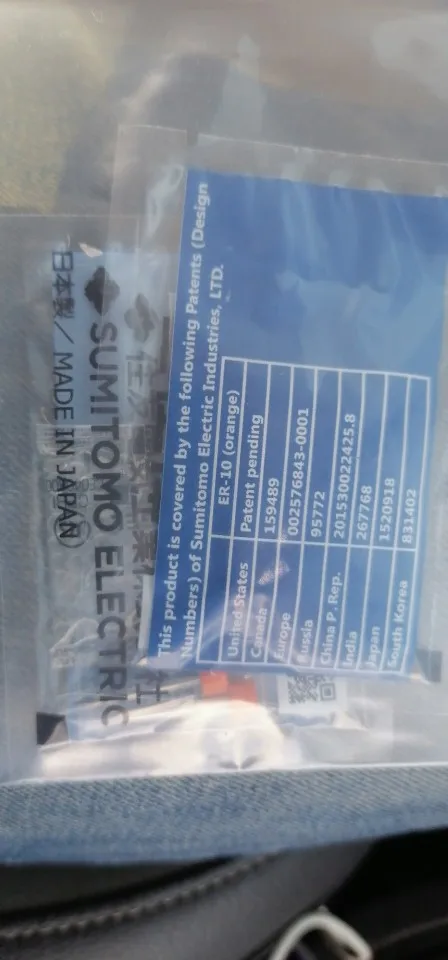 This product is covered by the following Patents (Design
Numbers) of Sumitomo Electric Industries, LTD.
ER-10 (orange)
United States Patent pending
Canada 159489
Europe 002576843-0001
Russia 95772
China P.Rep. 201530022425.8
India 267768
Japan 1520918
South Korea 831402
SUMITOMO ELECTRIC
日本製 / MADE IN JAPAN